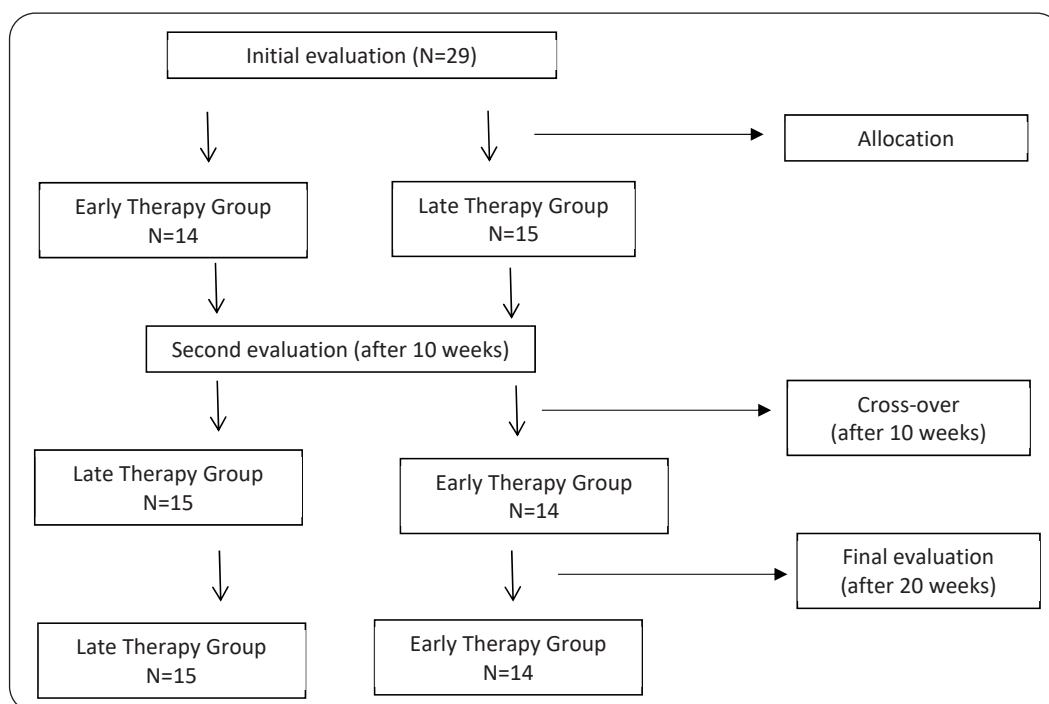 Initial evaluation (N=29)
Allocation
Early Therapy Group
N=14
Late Therapy Group
N=15
Second evaluation (after 10 weeks)
Cross-over
(after 10 weeks)
Late Therapy Group
N=15
Early Therapy Group
N=14
Final evaluation
(after 20 weeks)
Late Therapy Group
N=15
Early Therapy Group
N=14